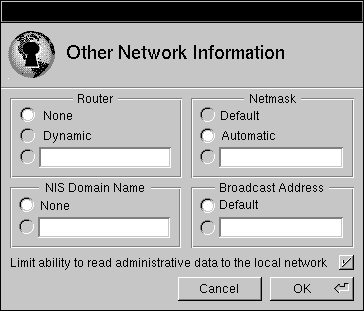 Other Network Information
Router
None
Dynamic
Netmask
Default
Automatic
NIS Domain Name
None
Broadcast Address
Default
Limit ability to read administrative data to the local network
Cancel
OK